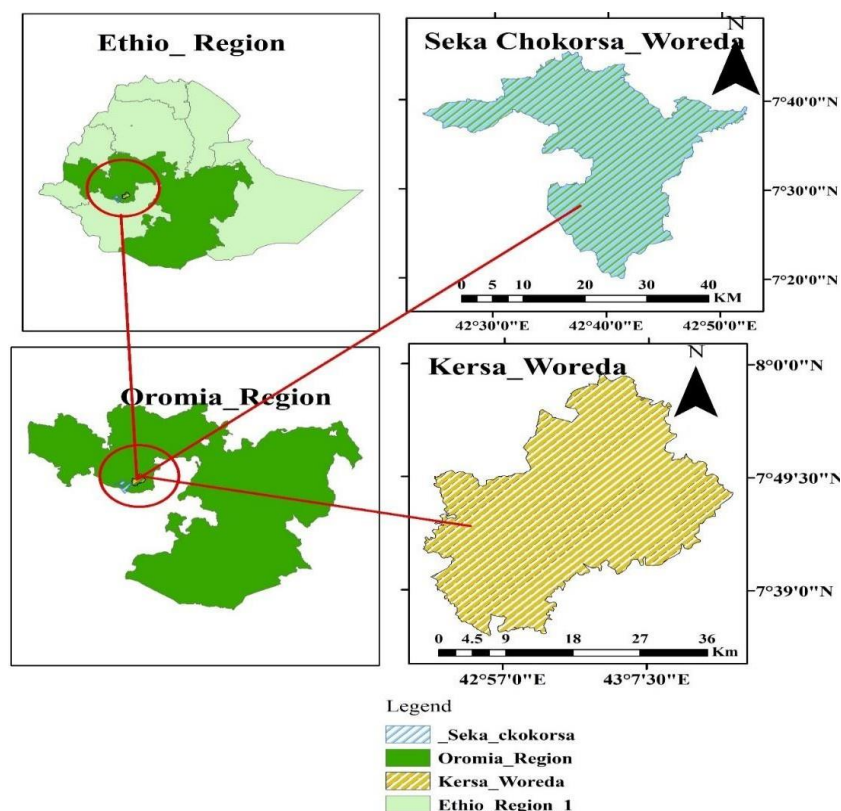 Ethio_ Region
Seka Chokorsa_Woreda
N
7°40'0"N
7°30'0"N
7°20'0"N
0 5 10 20 30 40
KM
42°30'0"E 42°40'0"E 42°50'0"E
Oromia_Region
Kersa_Woreda
N
8°0'0"N
7°49'30"N
7°39'0"N
0 4.5 9 18 27 36
Km
42°57'0"E 43°7'30"E
Legend
_Seka_ckokorsa
Oromia_Region
Kersa_Woreda
Ethio_Region_1